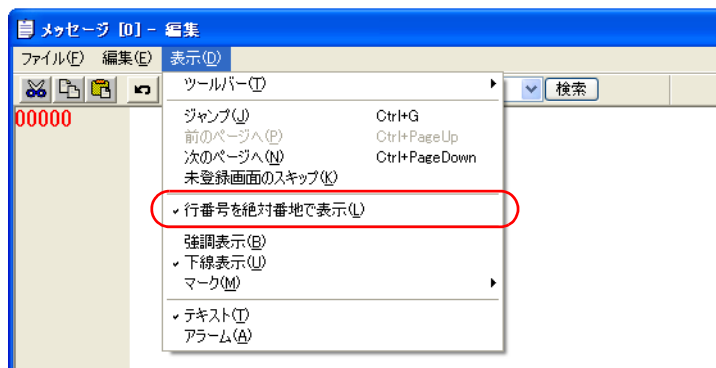 メッセージ [0] - 編集
ファイル(F) 編集(E) 表示(D)
検索
00000
ツールバー(T)
ジャンプ(J) Ctrl+G
前のページへ(P) Ctrl+PageUp
次のページへ(N) Ctrl+PageDown
未登録画面のスキップ(K)
行番号を絶対番地で表示(L)
強調表示(B)
下線表示(U)
マーク(M)
テキスト(T)
アラーム(A)